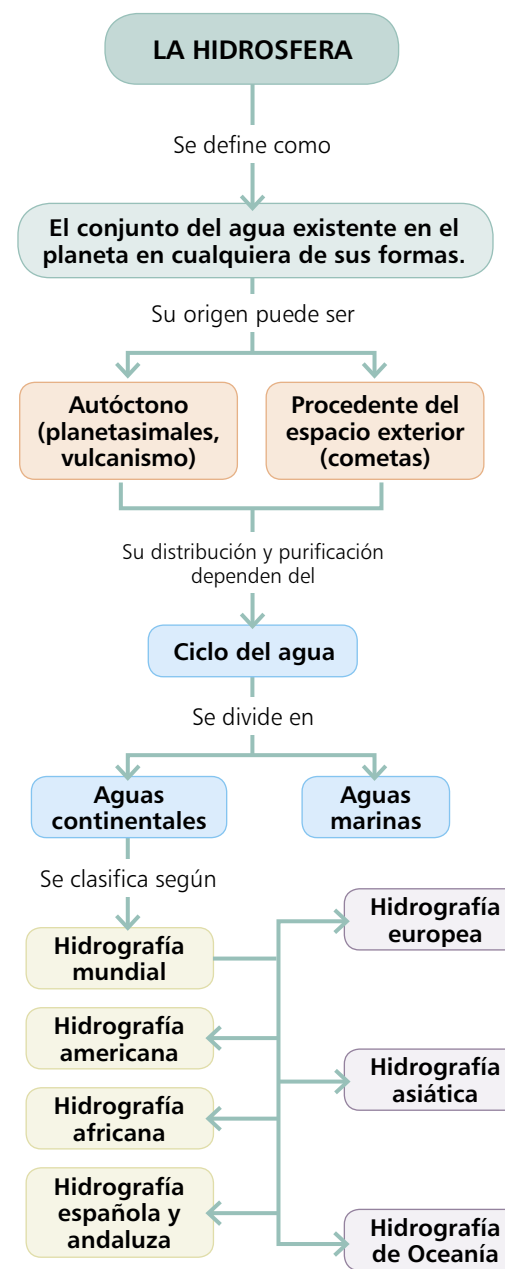 LA HIDROSFERA
Se define como
El conjunto del agua existente en el
planeta en cualquiera de sus formas.
Su origen puede ser
Autóctono
(planetasimales,
vulcanismo)
Procedente del
espacio exterior
(cometas)
Su distribución y purificación
dependen del
Ciclo del agua
Se divide en
Aguas
continentales
Aguas
marinas
Se clasifica según
Hidrografía
mundial
Hidrografía
europea
Hidrografía
americana
Hidrografía
asiática
Hidrografía
africana
Hidrografía
española y
andaluza
Hidrografía
de Oceanía